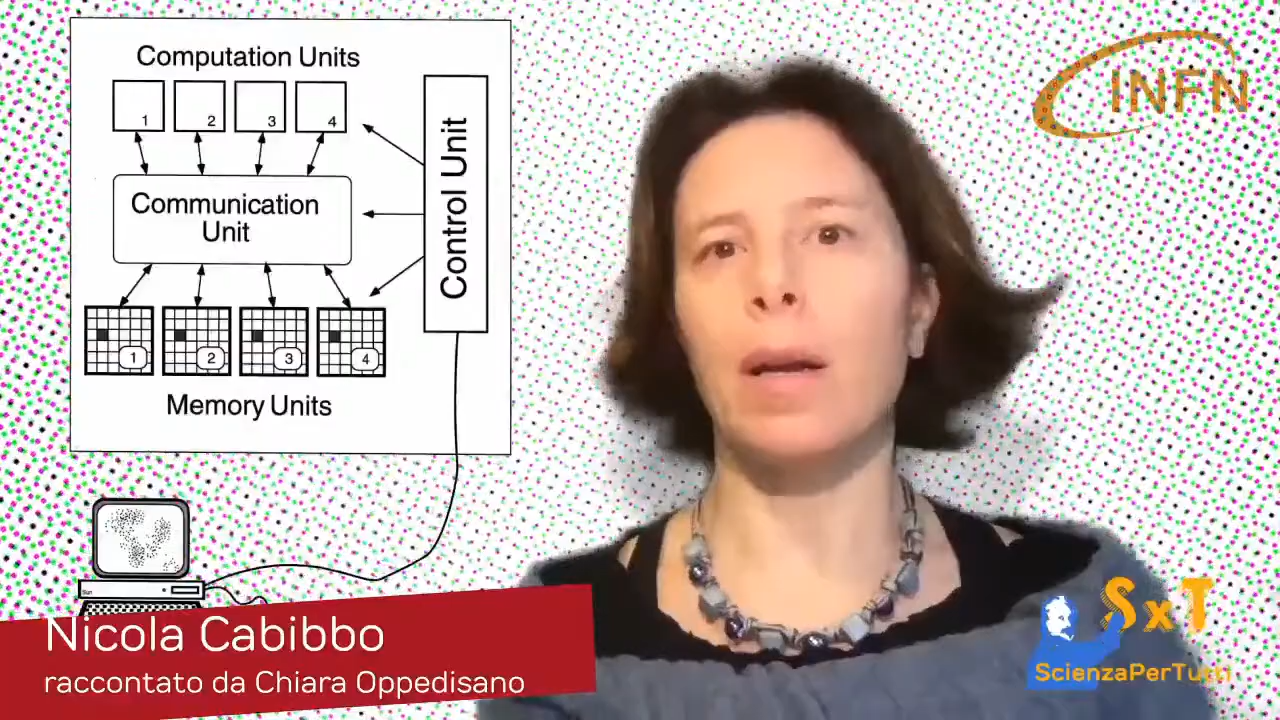 Computation Units
1 2 3 4
Communication
Unit
Control Unit
1 2 3 4
Memory Units
Sun
Nicola Cabibbo
raccontato da Chiara Oppedisano
INFN
SxT
ScienzaPerTutti